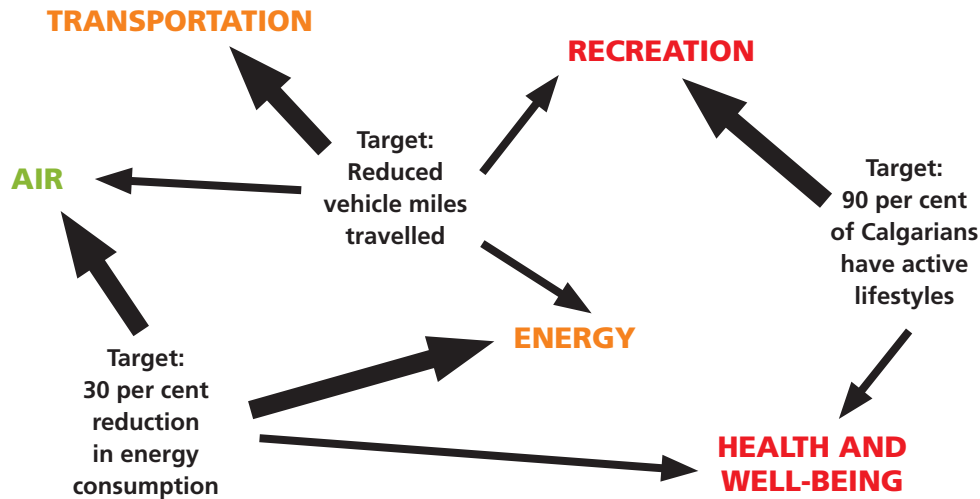 TRANSPORTATION
RECREATION
Target:
Reduced
vehicle miles
travelled
AIR
Target:
90 per cent
of Calgarians
have active
lifestyles
ENERGY
Target:
30 per cent
reduction
in energy
consumption
HEALTH AND
WELL-BEING